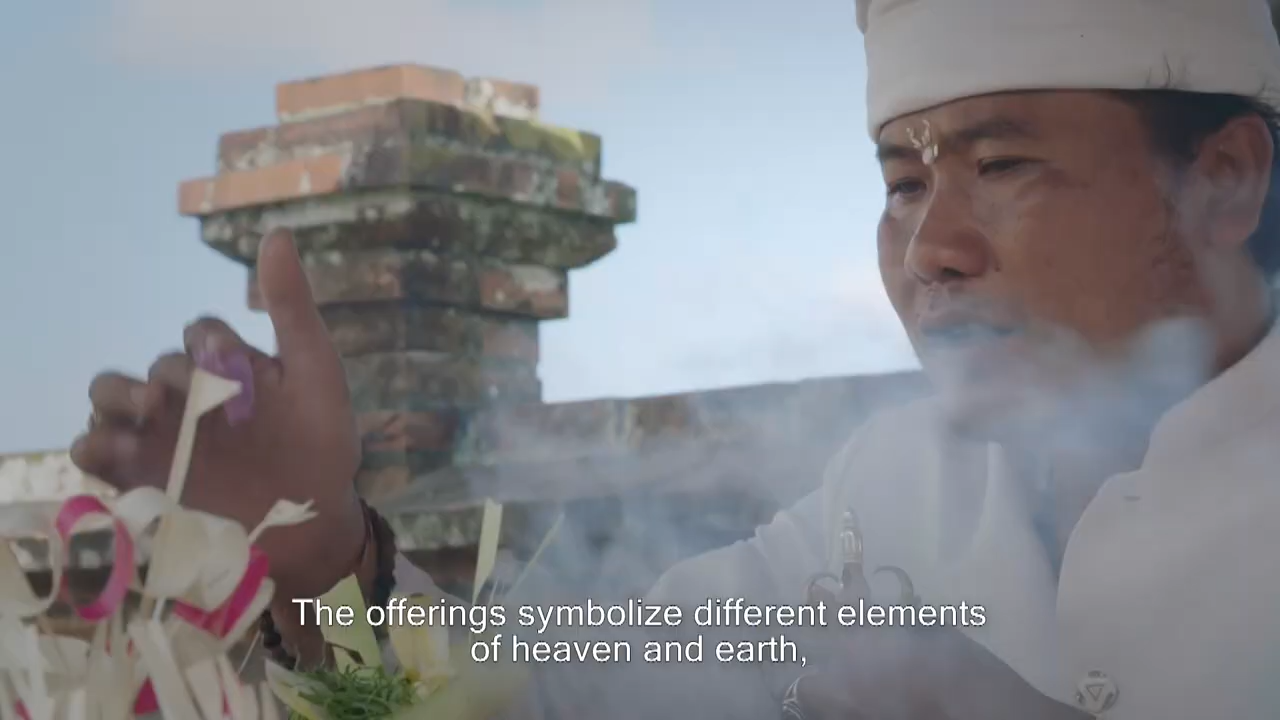 The offerings symbolize different elements
of heaven and earth,